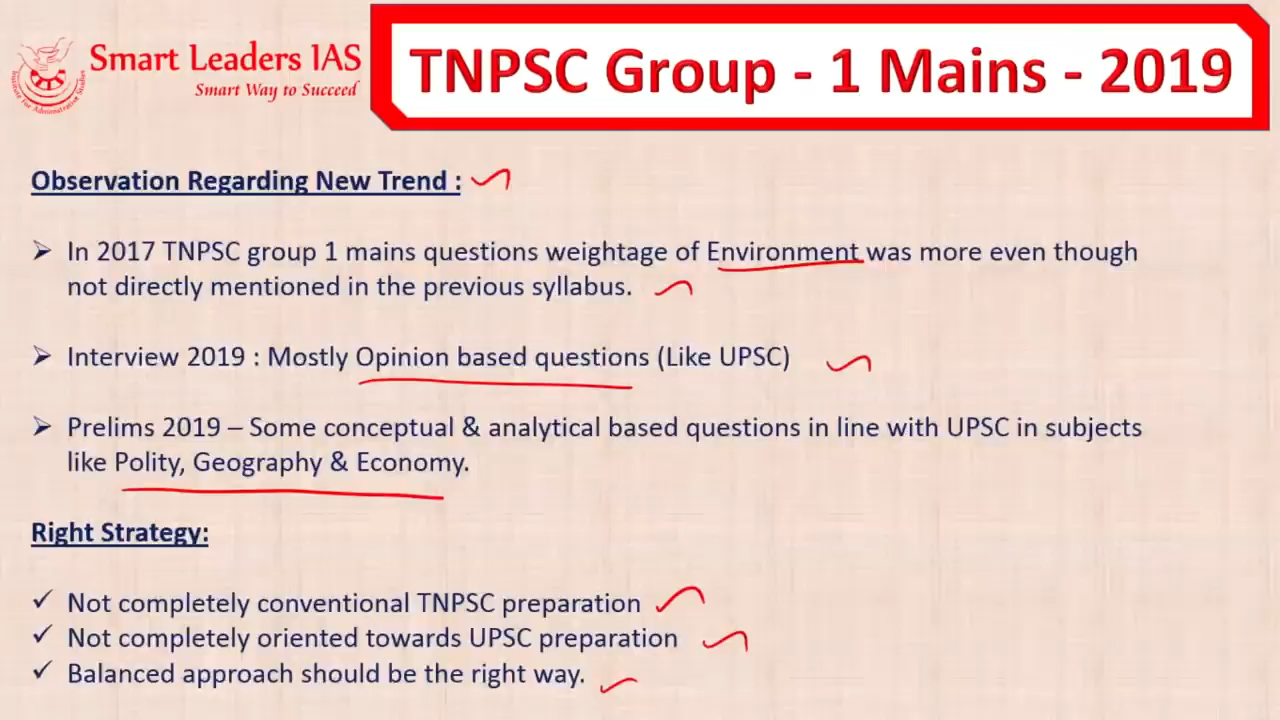 Smart Leaders IAS
Smart Way to Succeed
Institute For Administrative Studies
TNPSC Group - 1 Mains - 2019
Observation Regarding New Trend :
➢ In 2017 TNPSC group 1 mains questions weightage of Environment was more even though
not directly mentioned in the previous syllabus.
➢ Interview 2019 : Mostly Opinion based questions (Like UPSC)
➢ Prelims 2019 – Some conceptual & analytical based questions in line with UPSC in subjects
like Polity, Geography & Economy.
Right Strategy:
✓ Not completely conventional TNPSC preparation
✓ Not completely oriented towards UPSC preparation
✓ Balanced approach should be the right way.